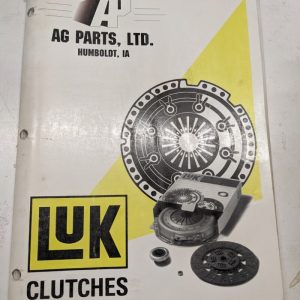 AP
AG PARTS, LTD.
HUMBOLDT, IA
LUK
CLUTCHES